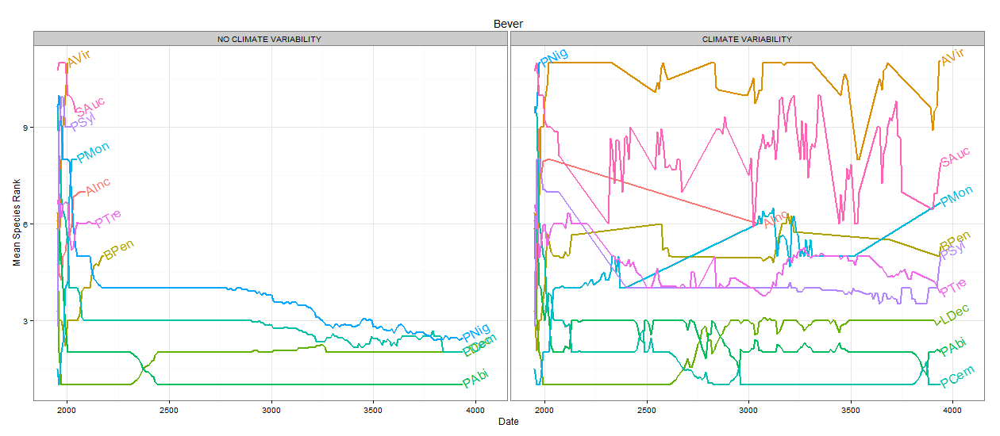 Bever
NO CLIMATE VARIABILITY
CLIMATE VARIABILITY
Mean Species Rank
9
6
3
AVir
SAuc
PSyl
PMon
AInc
PTre
BPen
PNig
LDec
PAbi
PNig
AVir
SAuc
PMon
AInc
BPen
PSyl
PTre
LDec
PAbi
PCem
2000 2500 3000 3500 4000 2000 2500 3000 3500 4000
Date